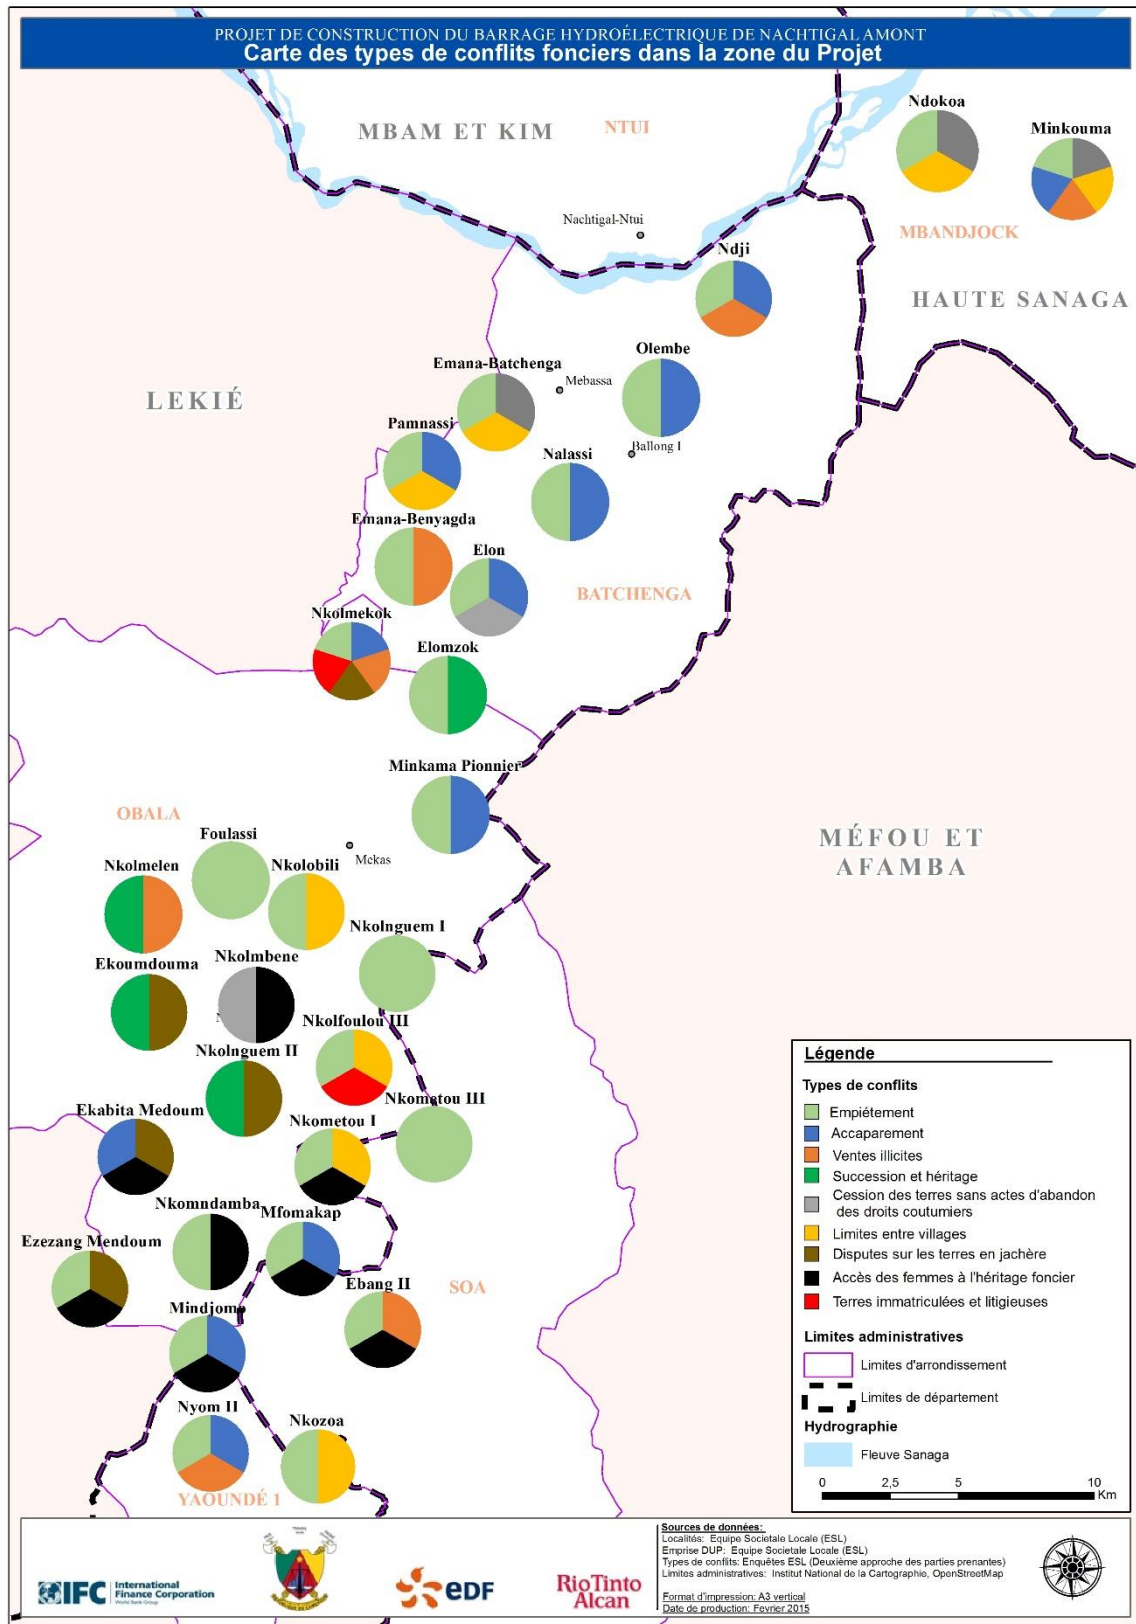 PROJET DE CONSTRUCTION DU BARRAGE HYDROÉLECTRIQUE DE NACHTIGAL AMONT
Carte des types de conflits fonciers dans la zone du Projet
Ndokoa
MBAM ET KIM
NTUI
Minkouma
Nachtigal-Ntui
MBANDJOCK
Ndji
HAUTE SANAGA
Olembe
Emana-Batchenga
Mebassa
LEKIÉ
Pamnassi
Ballong I
Nalassi
Emana-Benyagda
Elon
BATCHENGA
Nkolmekok
Elomzok
Minkama Pionnier
OBALA
Foulassi
MÉFOU ET
AFAMBA
Mekas
Nkolmelen
Nkolobili
Nkolnguem I
Ekoumdouma
Nkolmbene
Nkolfoulou III
Nkolnguem II
Nkometou III
Ekabita Medoum
Nkometou I
Nkomndamba
Mfomakap
Ezezang Mendoum
Ebang II
SOA
Mindjomo
Nyom II
Nkozoa
YAOUNDÉ 1
Légende
Types de conflits
Empiétement
Accaparement
Ventes illicites
Succession et héritage
Cession des terres sans actes d'abandon
des droits coutumiers
Limites entre villages
Disputes sur les terres en jachère
Accès des femmes à l'héritage foncier
Terres immatriculées et litigieuses
Limites administratives
Limites d'arrondissement
Limites de département
Hydrographie
Fleuve Sanaga
0 2,5 5 10
Km
IFC International
Finance Corporation
World Bank Group
eDF
RioTinto
Alcan
Sources de données:
Localités: Equipe Societale Locale (ESL)
Emprise DUP: Equipe Societale Locale (ESL)
Types de conflits: Enquêtes ESL (Deuxième approche des parties prenantes)
Limites administratives: Institut National de la Cartographie, OpenStreetMap
Format d'impression: A3 vertical
Date de production: Fevrier 2015